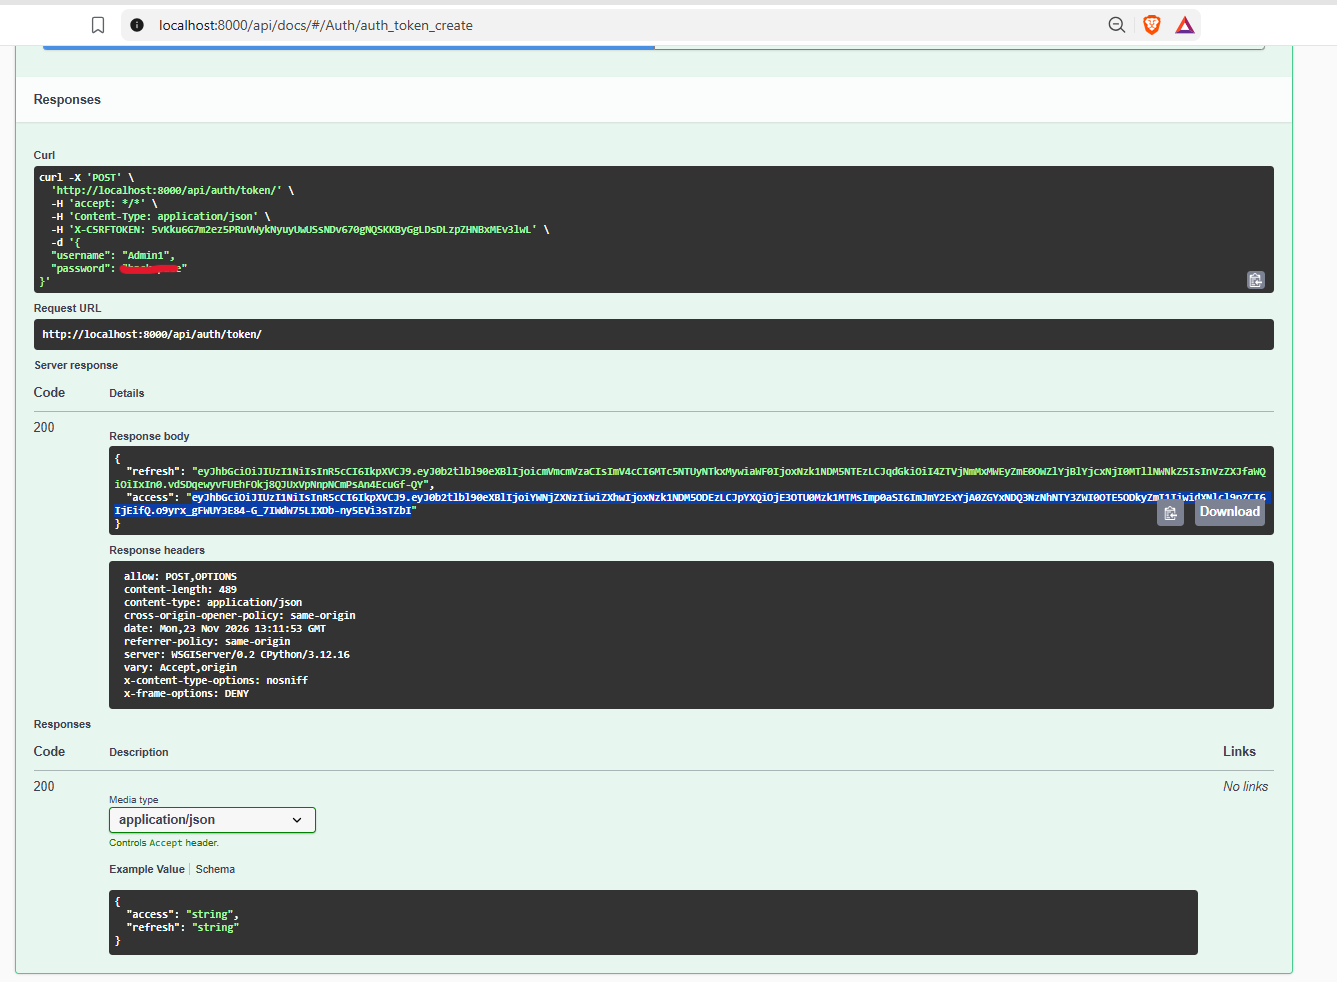 localhost:8000/api/docs/#/Auth/auth_token_create
Responses
Curl
curl -X 'POST' \
'http://localhost:8000/api/auth/token/' \
-H 'accept: */*' \
-H 'Content-Type: application/json' \
-H 'X-CSRFTOKEN: 5vKku6G7m2ez5PRuVWykNyuyUwUSsNDv670gNQSKKByGgLDsDLzpZHNBxMEv3lwL' \
-d '{
"username": "Admin1",
"password":
}'
Request URL
http://localhost:8000/api/auth/token/
Server response
Code Details
200
Response body
{
"refresh":
"access":
}
Download
Response headers
allow: POST,OPTIONS
content-length: 489
content-type: application/json
cross-origin-opener-policy: same-origin
date: Mon,23 Nov 2026 13:11:53 GMT
referrer-policy: same-origin
server: WSGIServer/0.2 CPython/3.12.16
vary: Accept,origin
x-content-type-options: nosniff
x-frame-options: DENY
Responses
Code Description Links
200 No links
Media type
application/json
Controls Accept header.
Example Value Schema
{
"access": "string",
"refresh": "string"
}